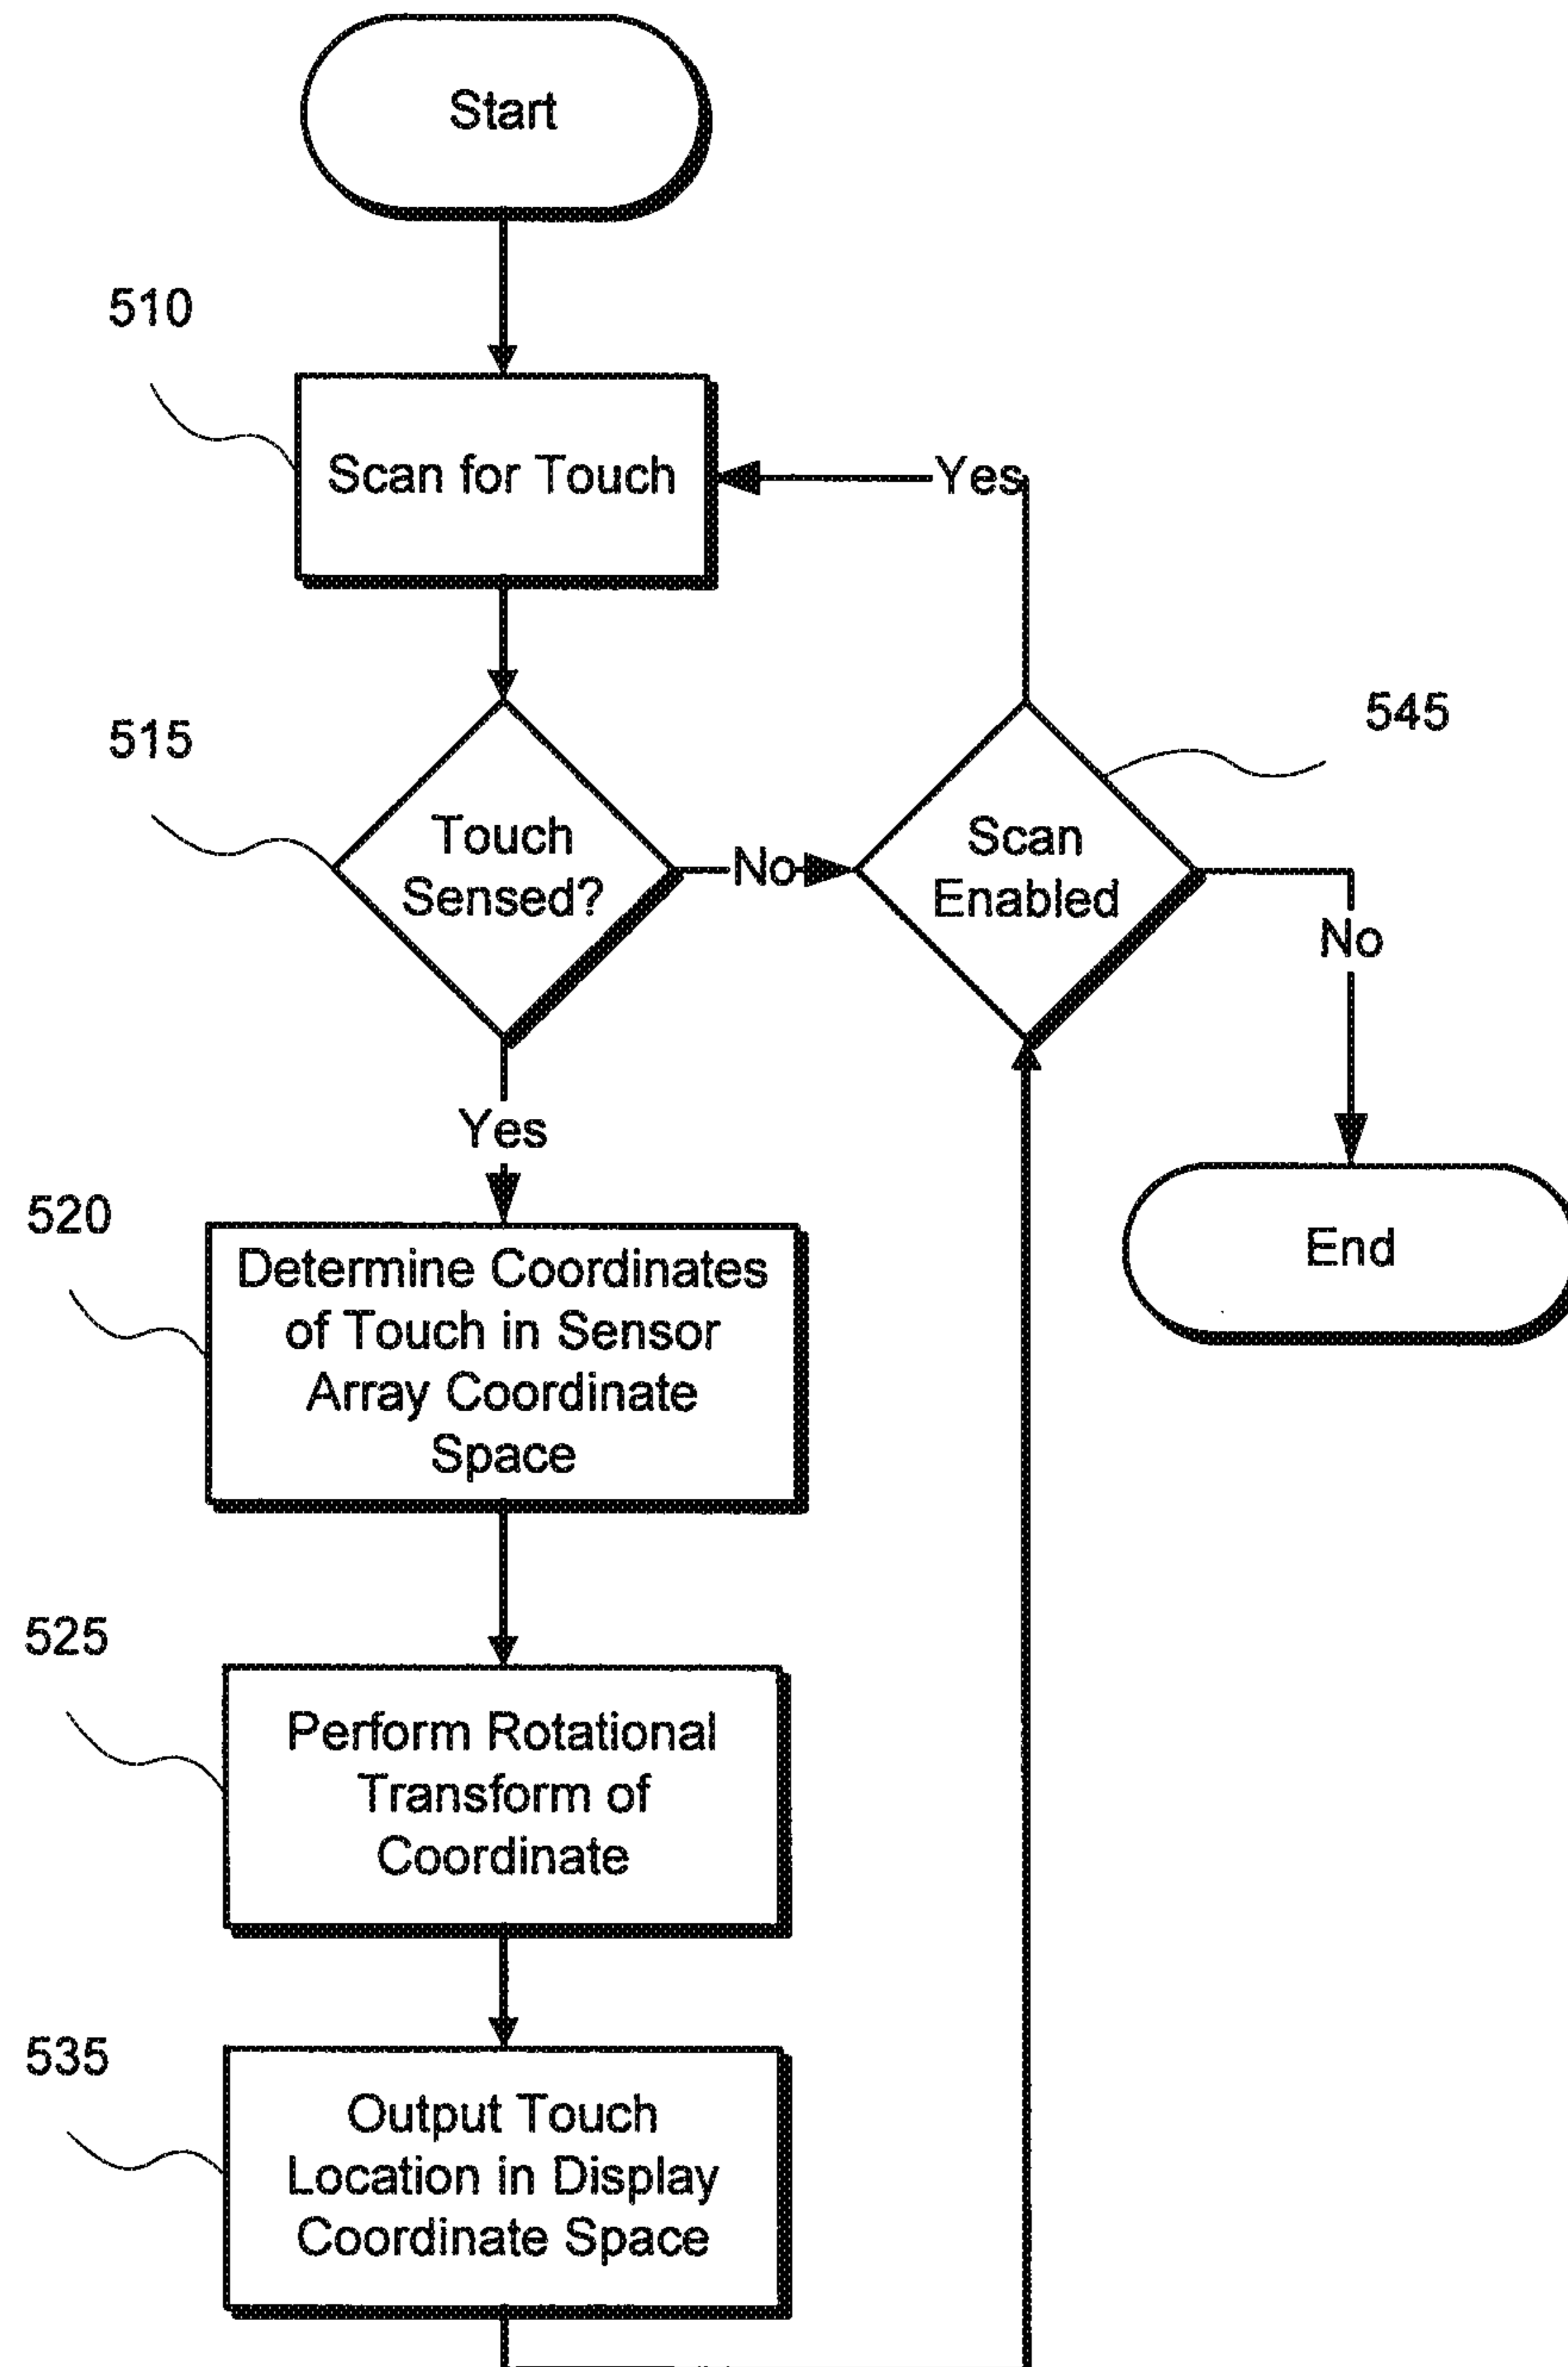 Start
510
Scan for Touch
Yes
515
Touch
Sensed?
No
Scan
Enabled
545
No
Yes
520
Determine Coordinates
of Touch in Sensor
Array Coordinate
Space
End
525
Perform Rotational
Transform of
Coordinate
535
Output Touch
Location in Display
Coordinate Space